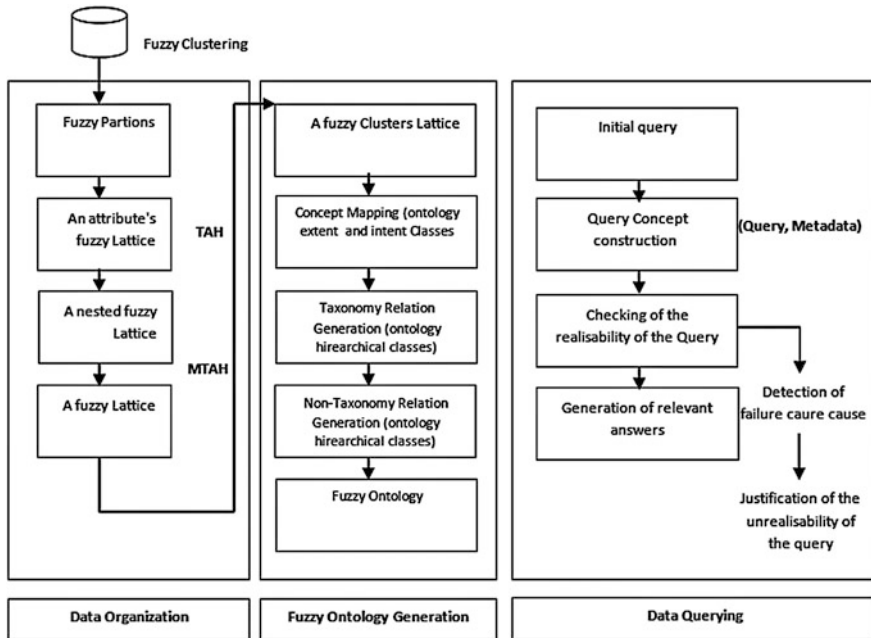 Fuzzy Clustering
Fuzzy Partions
An attribute's
fuzzy Lattice
TAH
A nested fuzzy
Lattice
MTAH
A fuzzy Lattice
A fuzzy Clusters Lattice
Concept Mapping (ontology
extent and intent Classes
Taxonomy Relation
Generation (ontology
hirearchical classes)
Non-Taxonomy Relation
Generation (ontology
hirearchical classes)
Fuzzy Ontology
Initial query
Query Concept
construction
(Query, Metadata)
Checking of the
realisability of the Query
Generation of relevant
answers
Detection of
failure caure cause
Justification of the
unrealisability of
the query
Data Organization
Fuzzy Ontology Generation
Data Querying